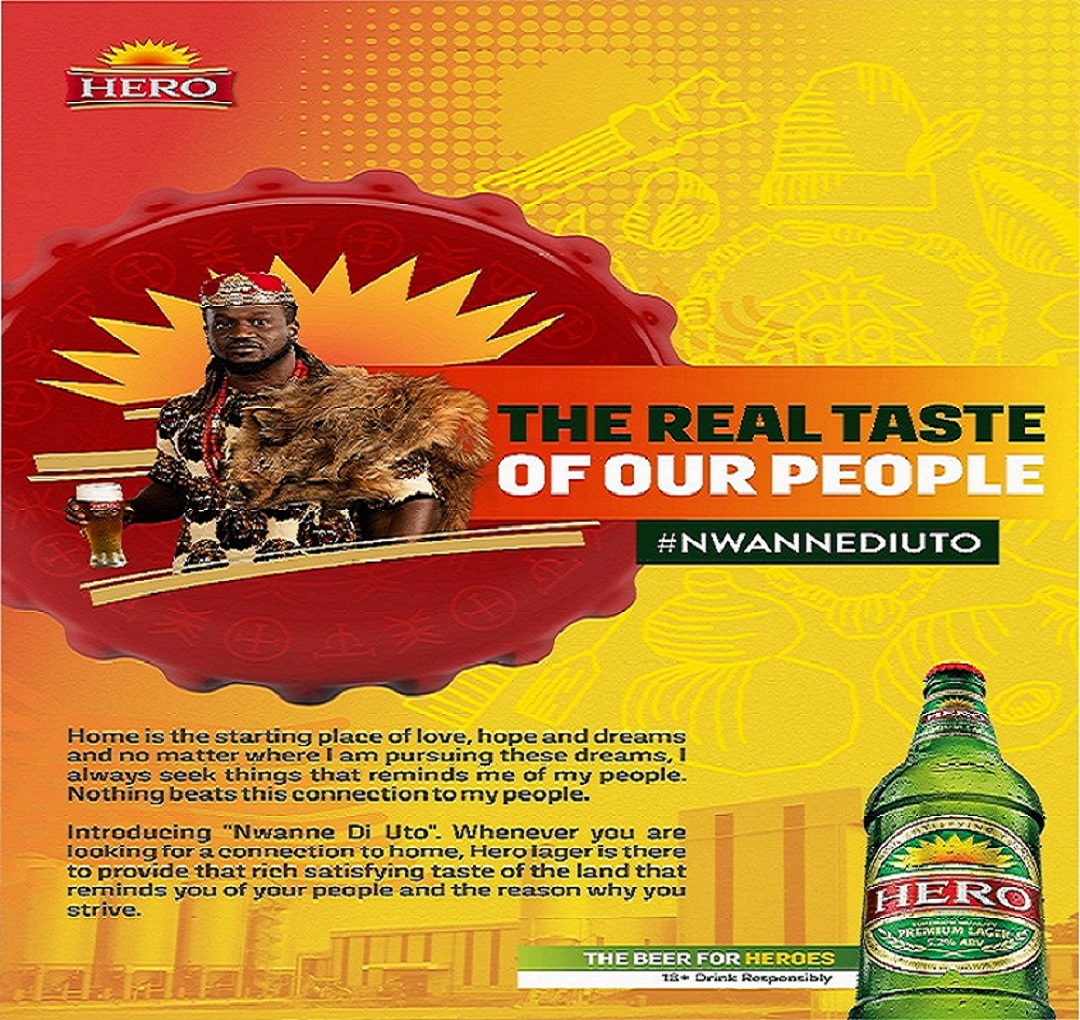 HERO
THE REAL TASTE
OF OUR PEOPLE
#NWANNEDIUTO
Home is the starting place of love, hope and dreams
and no matter where I am pursuing these dreams, I
always seek things that reminds me of my people.
Nothing beats this connection to my people.
Introducing "Nwanne Di Uto". Whenever you are
looking for a connection to home, Hero lager is there
to provide that rich satisfying taste of the land that
reminds you of your people and the reason why you
strive.
HERO
HERO
PREMIUM LAGER
5.2% ABV
THE BEER FOR HEROES
18+ Drink Responsibly